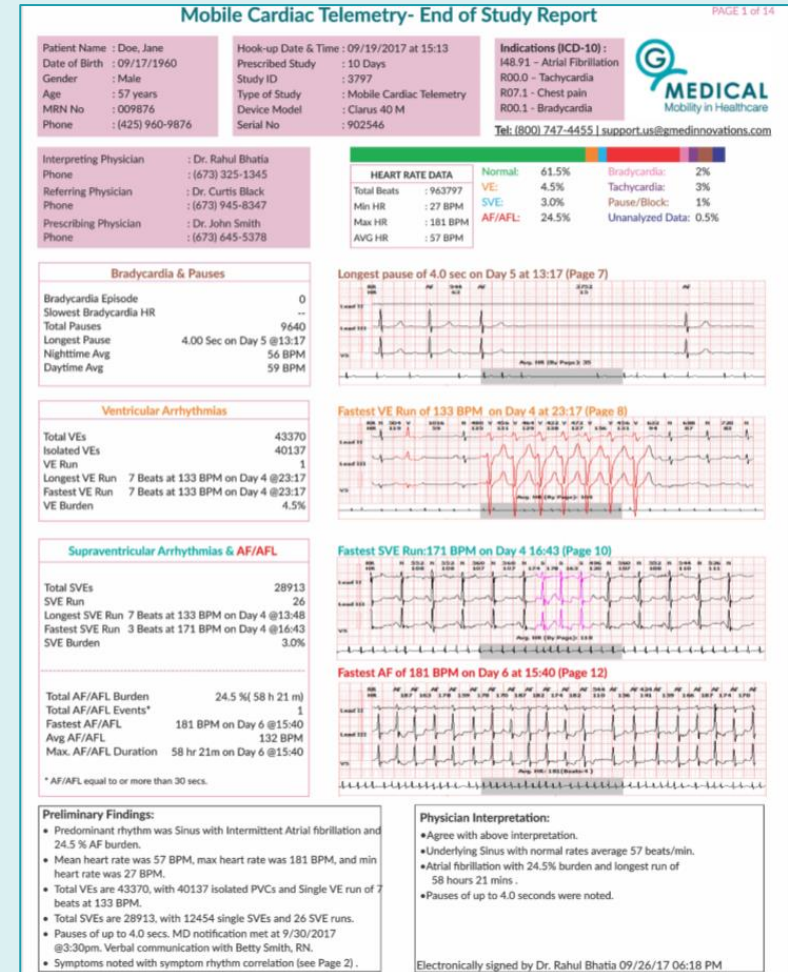 Mobile Cardiac Telemetry- End of Study Report
PAGE 1 of 14
Patient Name : Doe, Jane
Date of Birth : 09/17/1960
Gender : Male
Age : 57 years
MRN No : 009876
Phone : (425) 960-9876
Hook-up Date & Time : 09/19/2017 at 15:13
Prescribed Study : 10 Days
Study ID : 3797
Type of Study : Mobile Cardiac Telemetry
Device Model : Clarus 40 M
Serial No : 902546
Indications (ICD-10) :
I48.91 – Atrial Fibrillation
R00.0 – Tachycardia
R07.1 - Chest pain
R00.1 - Bradycardia
G MEDICAL
Mobility in Healthcare
Tel: (800) 747-4455 | support.us@gmedinnovations.com
Interpreting Physician : Dr. Rahul Bhatia
Phone : (673) 325-1345
Referring Physician : Dr. Curtis Black
Phone : (673) 945-8347
Prescribing Physician : Dr. John Smith
Phone : (673) 645-5378
HEART RATE DATA
Total Beats : 963797
Min HR : 27 BPM
Max HR : 181 BPM
AVG HR : 57 BPM
Normal: 61.5%
VE: 4.5%
SVE: 3.0%
AF/AFL: 24.5%
Bradycardia: 2%
Tachycardia: 3%
Pause/Block: 1%
Unanalyzed Data: 0.5%
Bradycardia & Pauses
Bradycardia Episode 0
Slowest Bradycardia HR --
Total Pauses 9640
Longest Pause 4.00 Sec on Day 5 @13:17
Nighttime Avg 56 BPM
Daytime Avg 59 BPM
Longest pause of 4.0 sec on Day 5 at 13:17 (Page 7)
Lead II
Lead III
Avg. HR (By Page): 35
Ventricular Arrhythmias
Total VEs 43370
Isolated VEs 40137
VE Run 1
Longest VE Run 7 Beats at 133 BPM on Day 4 @23:17
Fastest VE Run 7 Beats at 133 BPM on Day 4 @23:17
VE Burden 4.5%
Fastest VE Run of 133 BPM on Day 4 at 23:17 (Page 8)
Lead II
Lead III
Supraventricular Arrhythmias & AF/AFL
Total SVEs 28913
SVE Run 26
Longest SVE Run 7 Beats at 133 BPM on Day 4 @13:48
Fastest SVE Run 3 Beats at 171 BPM on Day 4 @16:43
SVE Burden 3.0%
Total AF/AFL Burden 24.5 %( 58 h 21 m)
Total AF/AFL Events* 1
Fastest AF/AFL 181 BPM on Day 6 @15:40
Avg AF/AFL 132 BPM
Max. AF/AFL Duration 58 hr 21m on Day 6 @15:40
* AF/AFL equal to or more than 30 secs.
Fastest SVE Run:171 BPM on Day 4 16:43 (Page 10)
Lead II
Lead III
Fastest AF of 181 BPM on Day 6 at 15:40 (Page 12)
Lead II
Lead III
Preliminary Findings:
• Predominant rhythm was Sinus with Intermittent Atrial fibrillation and
24.5 % AF burden.
• Mean heart rate was 57 BPM, max heart rate was 181 BPM, and min
heart rate was 27 BPM.
• Total VEs are 43370, with 40137 isolated PVCs and Single VE run of 7
beats at 133 BPM.
• Total SVEs are 28913, with 12454 single SVEs and 26 SVE runs.
• Pauses of up to 4.0 secs. MD notification met at 9/30/2017
@3:30pm. Verbal communication with Betty Smith, RN.
• Symptoms noted with symptom rhythm correlation (see Page 2) .
Physician Interpretation:
•Agree with above interpretation.
•Underlying Sinus with normal rates average 57 beats/min.
•Atrial fibrillation with 24.5% burden and longest run of
58 hours 21 mins .
•Pauses of up to 4.0 seconds were noted.
Electronically signed by Dr. Rahul Bhatia 09/26/17 06:18 PM